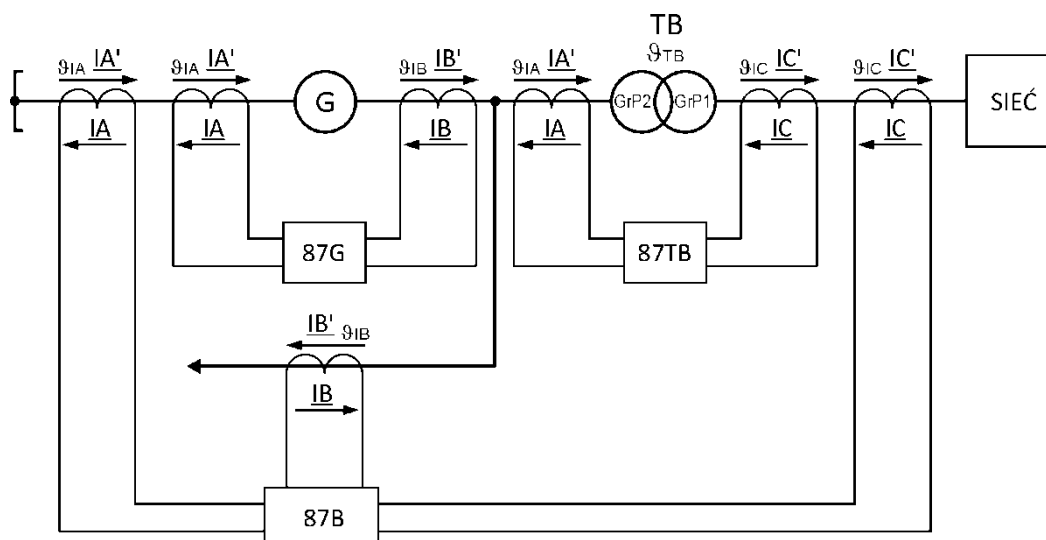 TB
ϑIA IA' ϑIA IA' ϑIB IB' ϑIA IA' ϑTB ϑIC IC' ϑIC IC'
G GrP2 GrP1 SIEĆ
IA IA IB IA IC IC
87G 87TB
IB' ϑIB
IB
87B